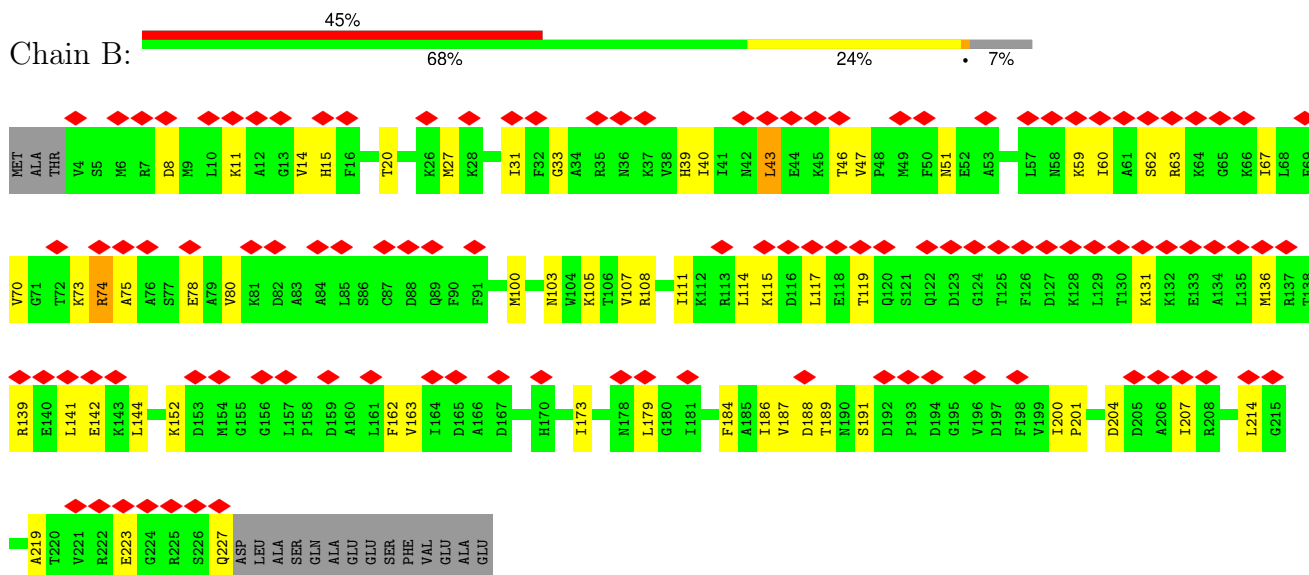 45%
Chain B:
68% 24% • 7%
MET ALA THR V4 S5 M6 R7 D8 M9 L10 K11 A12 G13 V14 H15 F16 T20 K26 M27 K28 I31 F32 G33 A34 R35 N36 K37 V38 H39 I40 I41 N42 L43 E44 K45 T46 V47 P48 M49 F50 N51 E52 A53 L57 N58 K59 I60 A61 S62 R63 K64 G65 K66 I67 L68 F69
V70 G71 T72 K73 R74 A75 A76 S77 E78 A79 V80 K81 D82 A83 A84 L85 S86 C87 D88 Q89 F90 F91 M100 N103 W104 K105 T106 V107 R108 I111 K112 R113 L114 K115 D116 L117 E118 T119 Q120 S121 Q122 D123 G124 T125 F126 D127 K128 L129 T130 K131 K132 E133 A134 L135 M136 R137 T138
R139 E140 L141 E142 K143 L144 K152 D153 M154 G155 G156 L157 P158 D159 A160 L161 F162 V163 I164 D165 A166 D167 H170 I173 N178 L179 G180 I181 F184 A185 I186 V187 D188 T189 N190 S191 D192 P193 D194 G195 V196 D197 F198 V199 I200 P201 D204 D205 A206 I207 R208 L214 G215
A219 T220 V221 R222 E223 G224 R225 S226 Q227 ASP LEU ALA SER GLN ALA GLU GLU SER PHE VAL GLU ALA GLU